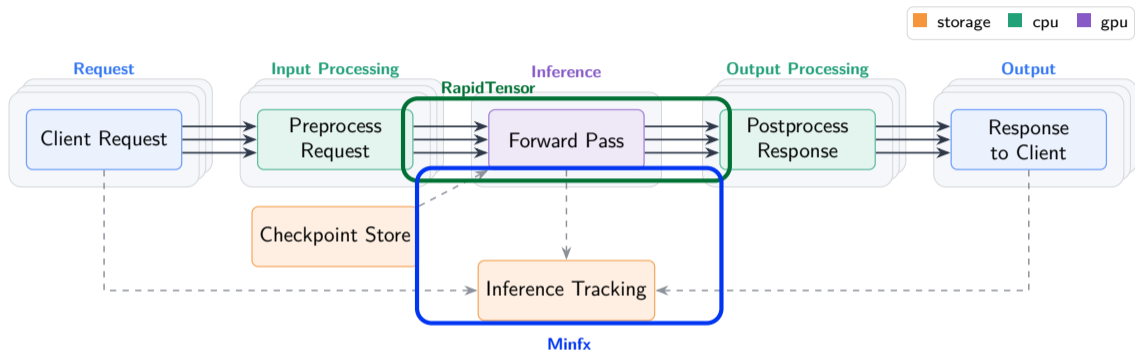 storage cpu gpu
Request
Input Processing
Inference
Output Processing
Output
RapidTensor
Client Request
Preprocess
Request
Forward Pass
Postprocess
Response
Response
to Client
Checkpoint Store
Inference Tracking
Minfx